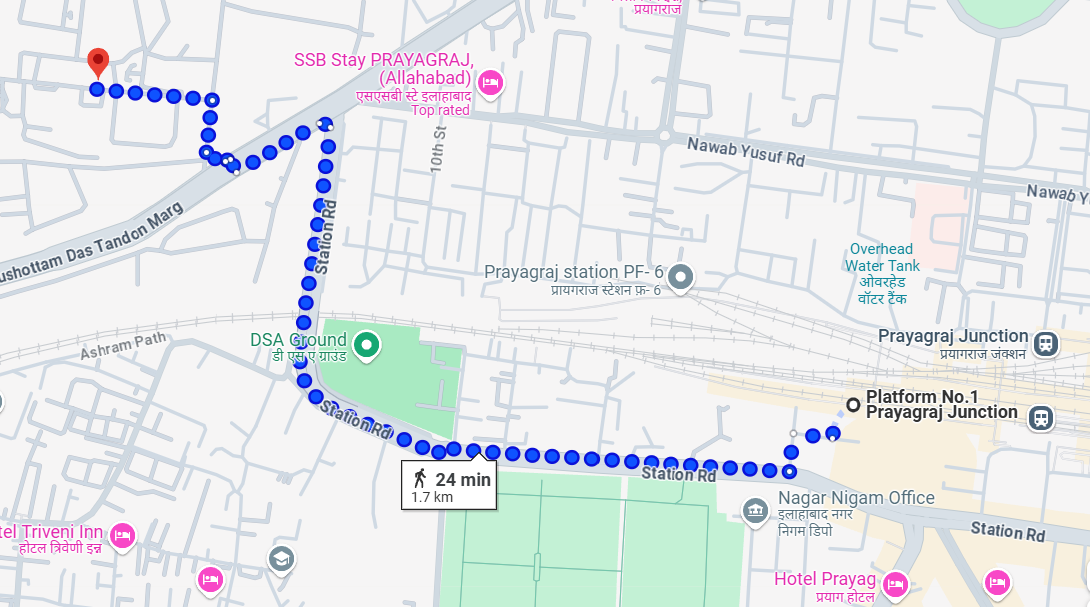 प्रयागराज
SSB Stay PRAYAGRAJ,
(Allahabad)
एसएसबी स्टे इलाहाबाद
Top rated
10th St
Nawab Yusuf Rd
Nawab Y
ushottam Das Tandon Marg
Station Rd
Overhead
Water Tank
ओवरहेड
वॉटर टैंक
Prayagraj station PF- 6
प्रायगराज स्टेशन फ़- 6
DSA Ground
डी एस ए ग्राउंड
Ashram Path
Prayagraj Junction
प्रयागराज जंक्शन
Platform No.1
Prayagraj Junction
Station Rd
24 min
1.7 km
Station Rd
Nagar Nigam Office
इलाहाबाद नगर
निगम डिपो
Station Rd
tel Triveni Inn
होटल त्रिवेणी इन्न
Hotel Prayag
प्रयाग होटल